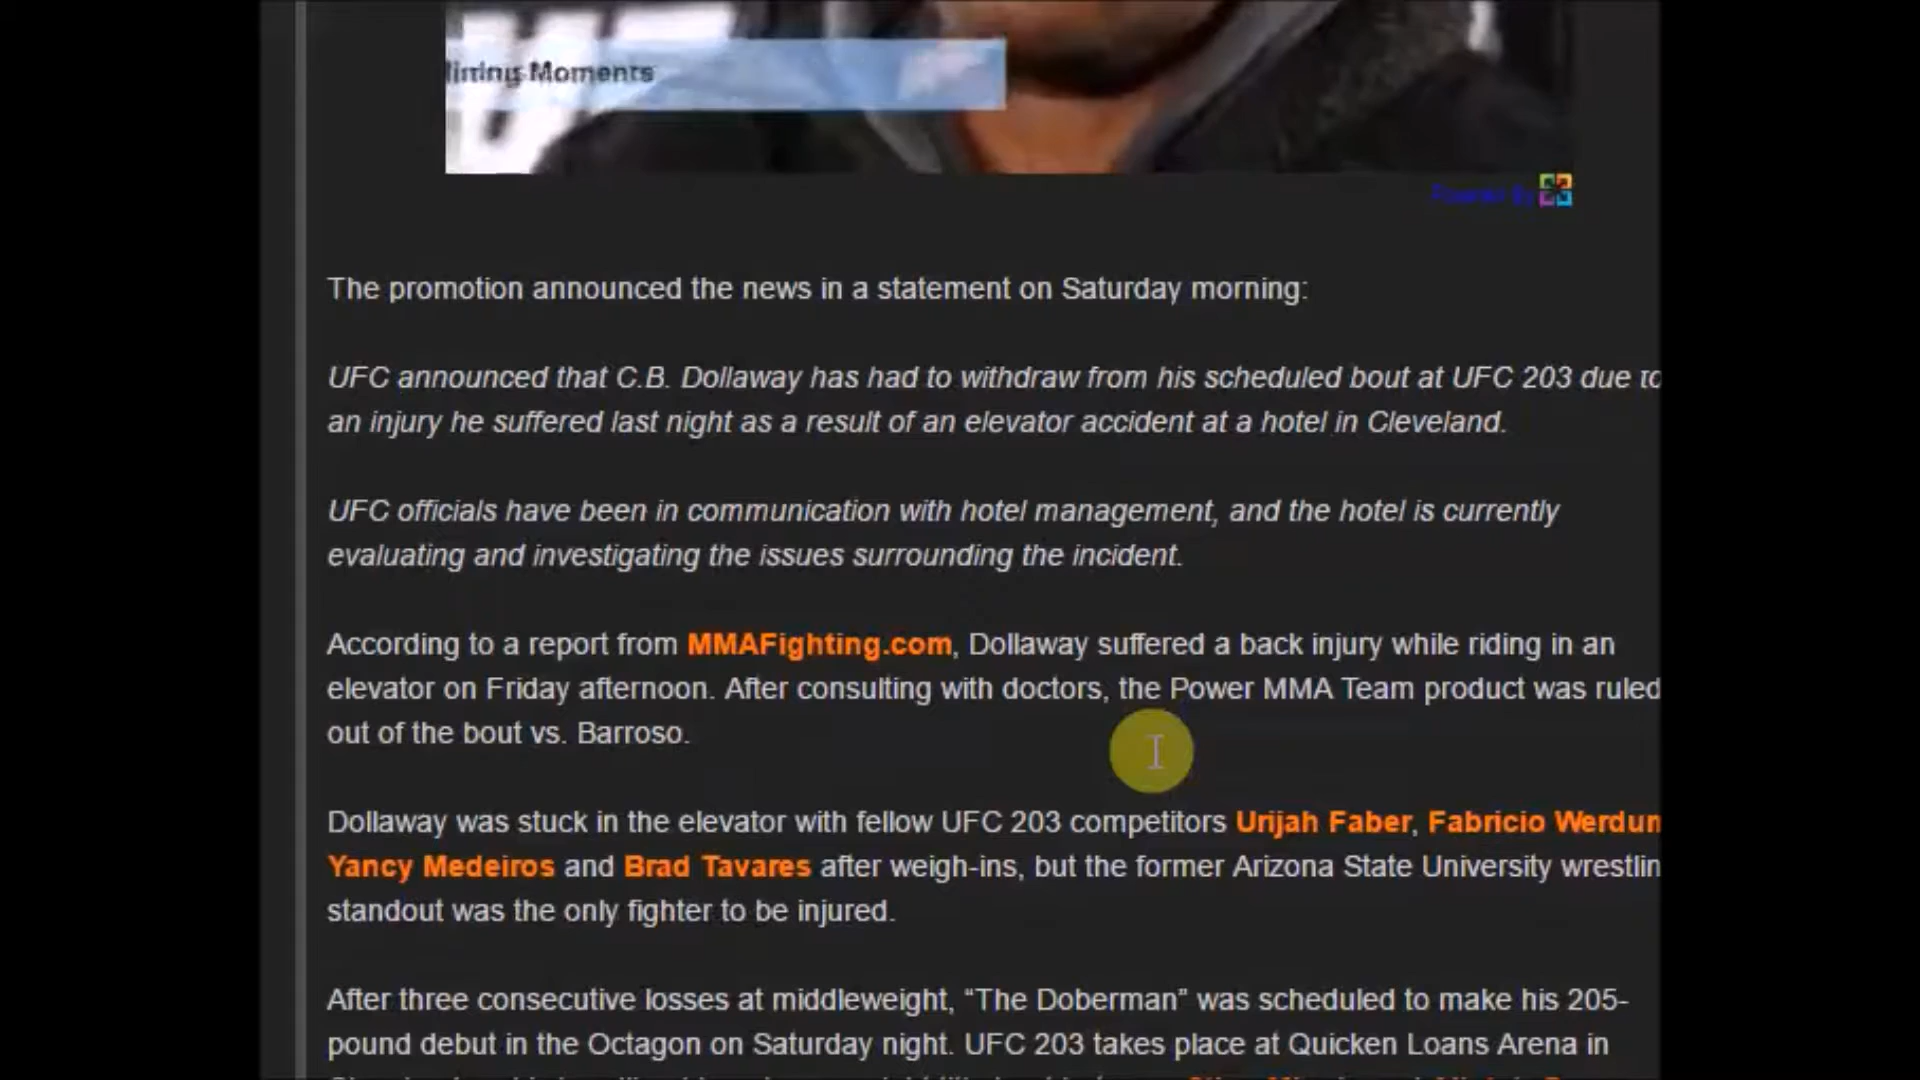 Moments
Powered By
The promotion announced the news in a statement on Saturday morning:
UFC announced that C.B. Dollaway has had to withdraw from his scheduled bout at UFC 203 due to
an injury he suffered last night as a result of an elevator accident at a hotel in Cleveland.
UFC officials have been in communication with hotel management, and the hotel is currently
evaluating and investigating the issues surrounding the incident.
According to a report from MMAFighting.com, Dollaway suffered a back injury while riding in an
elevator on Friday afternoon. After consulting with doctors, the Power MMA Team product was ruled
out of the bout vs. Barroso.
Dollaway was stuck in the elevator with fellow UFC 203 competitors Urijah Faber, Fabricio Werdum
Yancy Medeiros and Brad Tavares after weigh-ins, but the former Arizona State University wrestlin
standout was the only fighter to be injured.
After three consecutive losses at middleweight, “The Doberman” was scheduled to make his 205-
pound debut in the Octagon on Saturday night. UFC 203 takes place at Quicken Loans Arena in